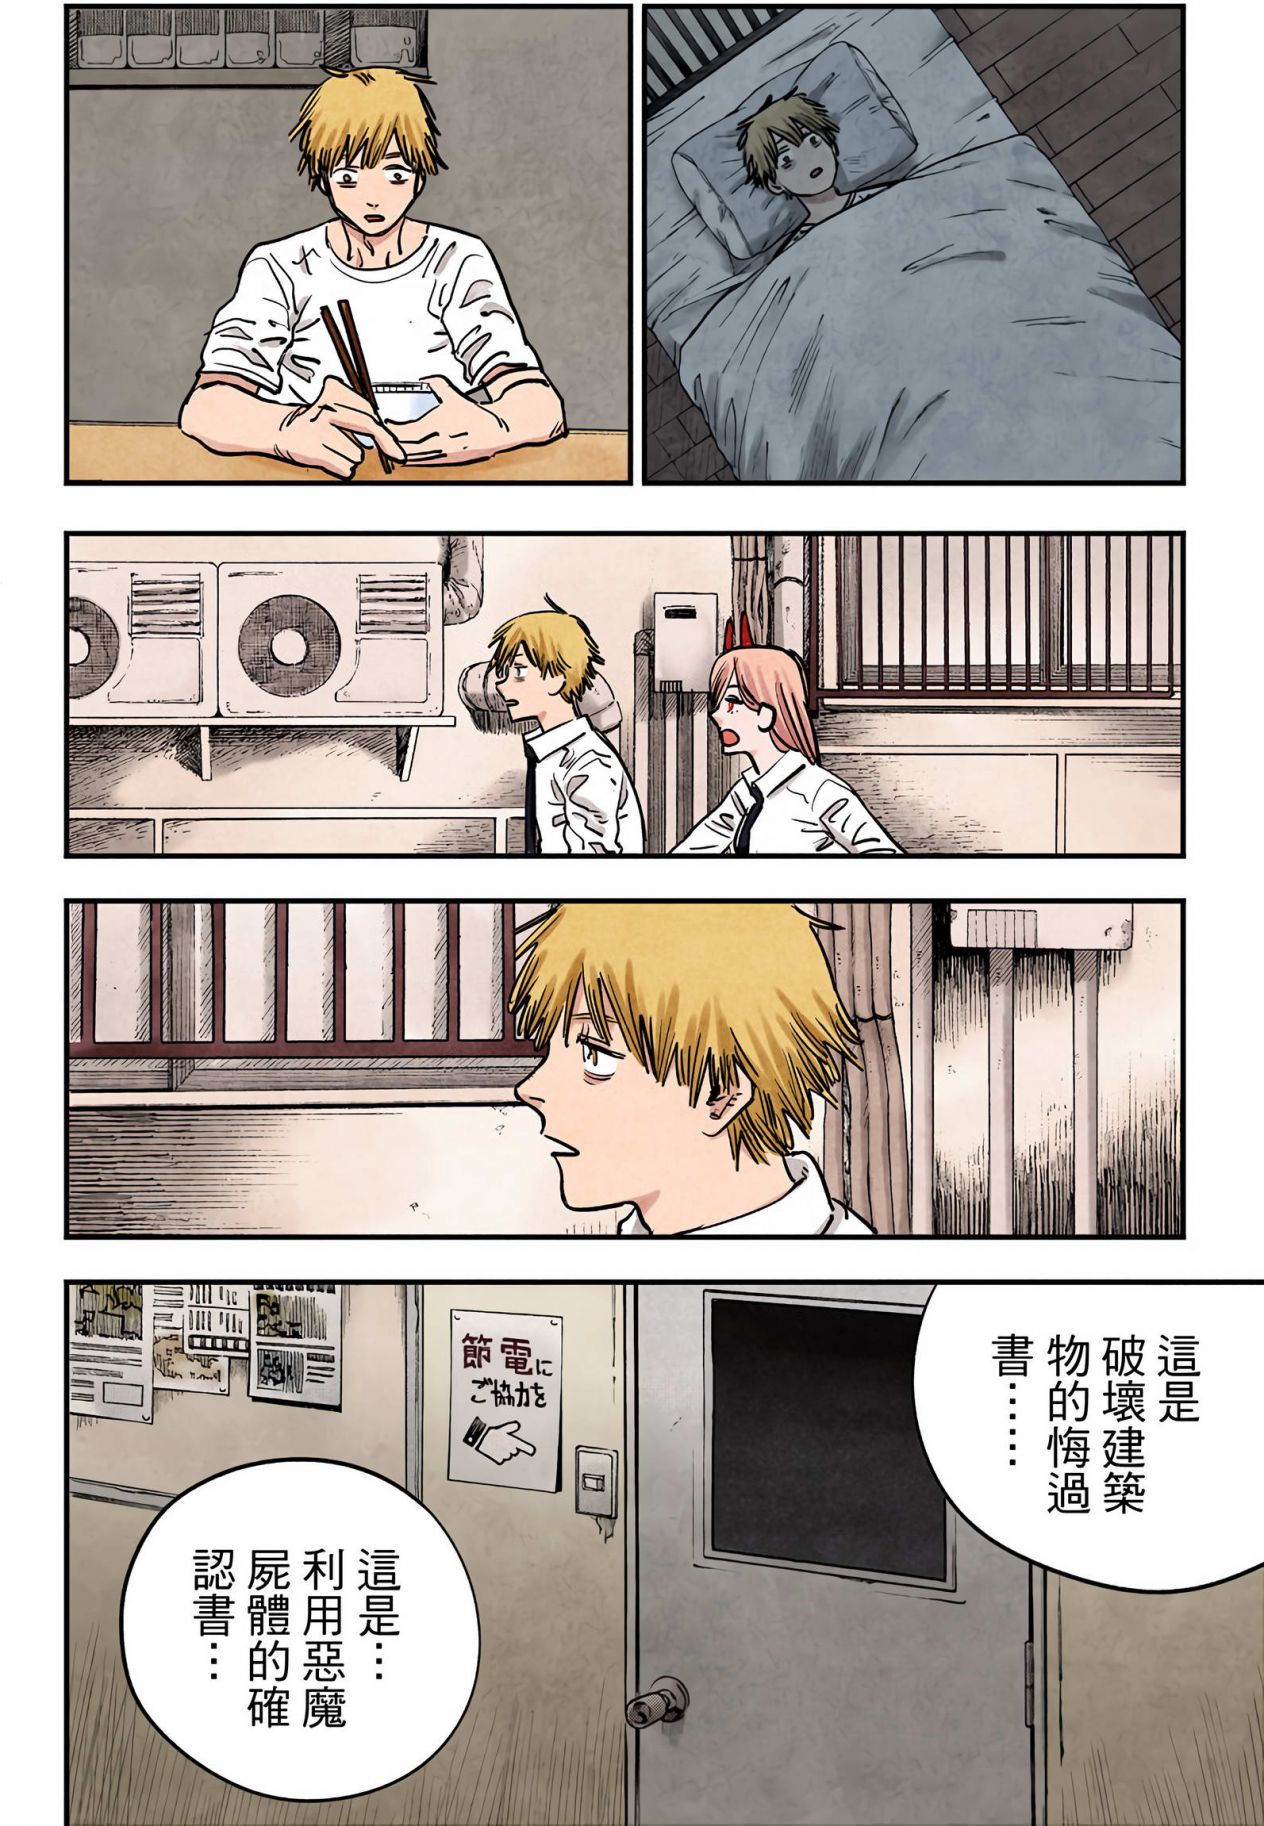 這是
破壞建築
物的悔過
書……
節電に
ご協力を
這是…
利用惡魔
屍體的確
認書…